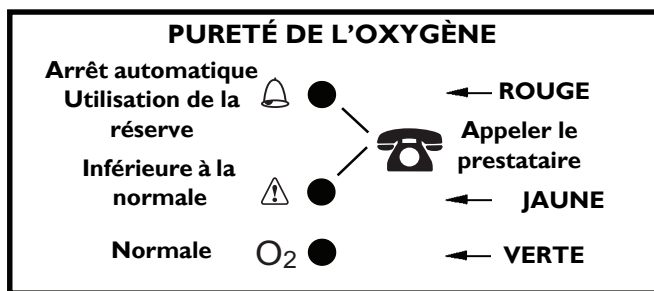 PURETÉ DE L'OXYGÈNE
Arrêt automatique
Utilisation de la
réserve
ROUGE
Appeler le
prestataire
Inférieure à la
normale
JAUNE
Normale
O₂
VERTE